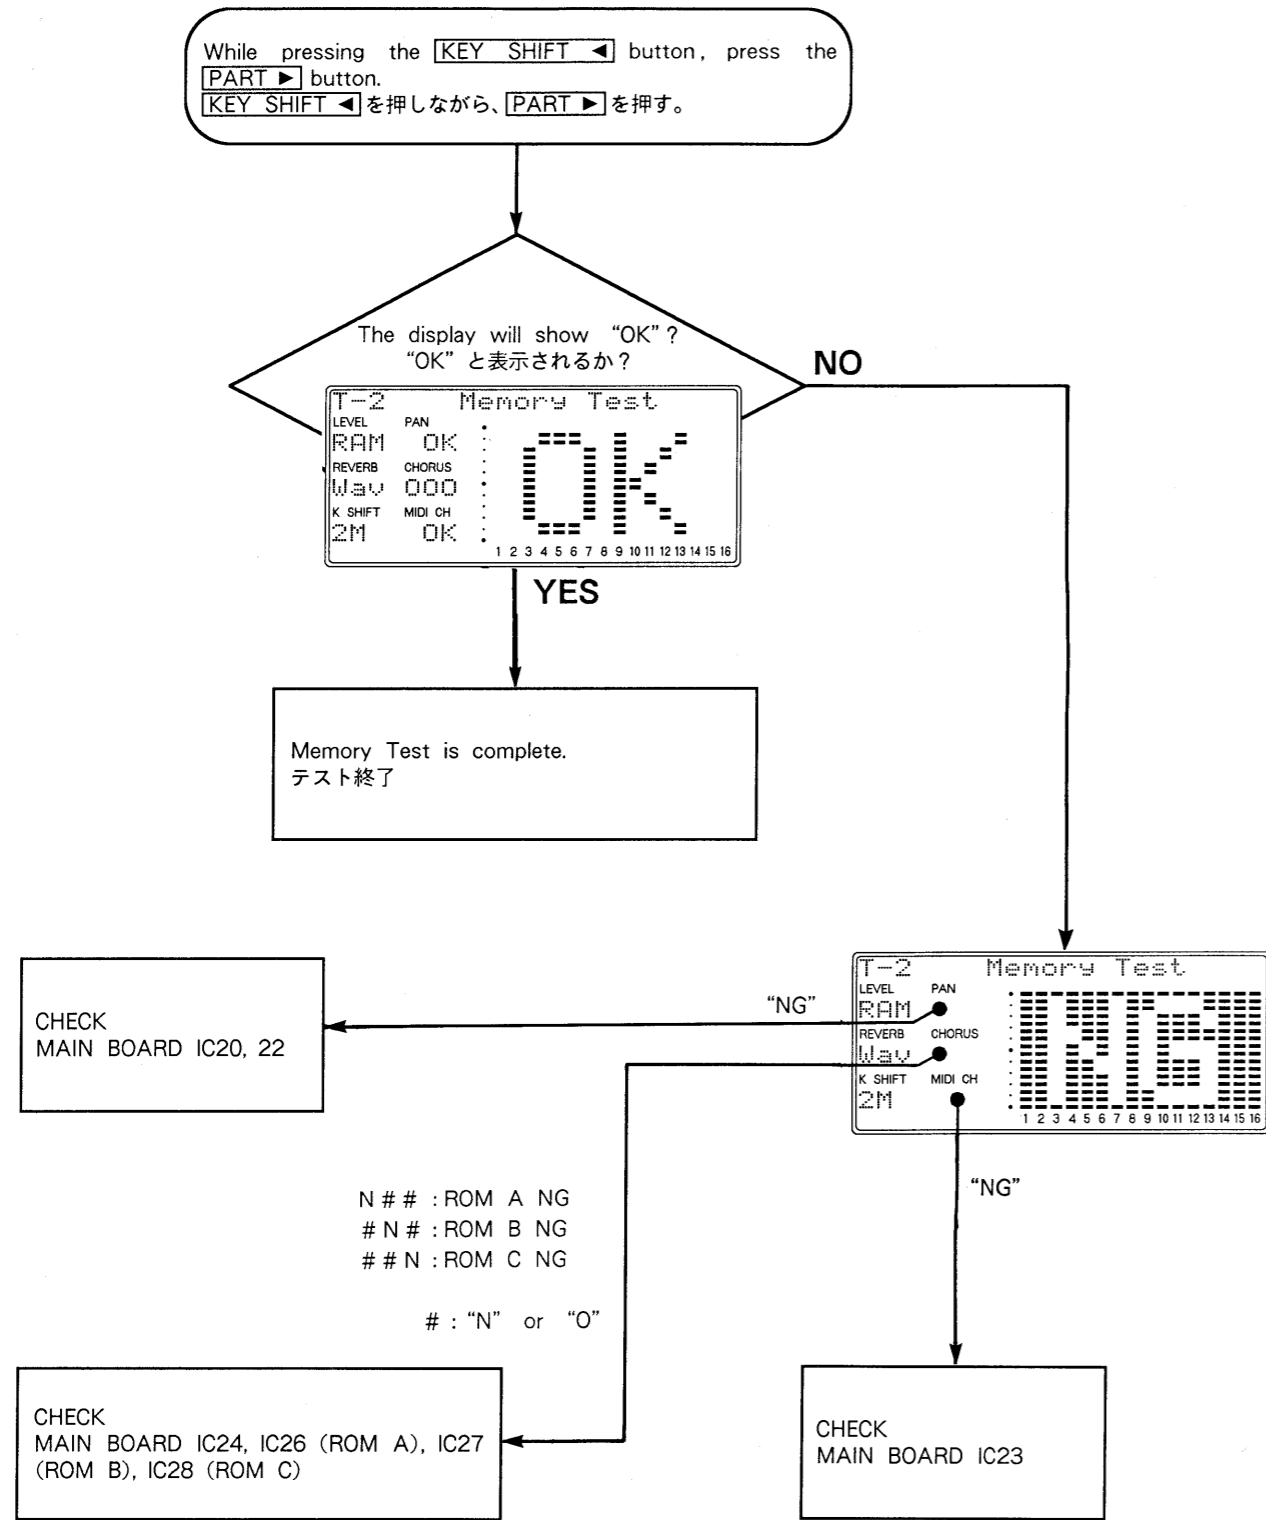 While pressing the KEY SHIFT ◄ button, press the
PART ► button.
KEY SHIFT ◄ を押しながら、PART ► を押す。
The display will show “OK”?
“OK” と表示されるか？
NO
T-2 Memory Test
LEVEL PAN
RAM OK
REVERB CHORUS
Wav OOO
K SHIFT MIDI CH
2M OK
OK
1 2 3 4 5 6 7 8 9 10 11 12 13 14 15 16
YES
Memory Test is complete.
テスト終了
T-2 Memory Test
LEVEL PAN
RAM
REVERB CHORUS
Wav
K SHIFT MIDI CH
2M
NG
1 2 3 4 5 6 7 8 9 10 11 12 13 14 15 16
“NG”
CHECK
MAIN BOARD IC20, 22
“NG”
N # # : ROM A NG
# N # : ROM B NG
# # N : ROM C NG
# : “N” or “O”
CHECK
MAIN BOARD IC24, IC26 (ROM A), IC27
(ROM B), IC28 (ROM C)
CHECK
MAIN BOARD IC23